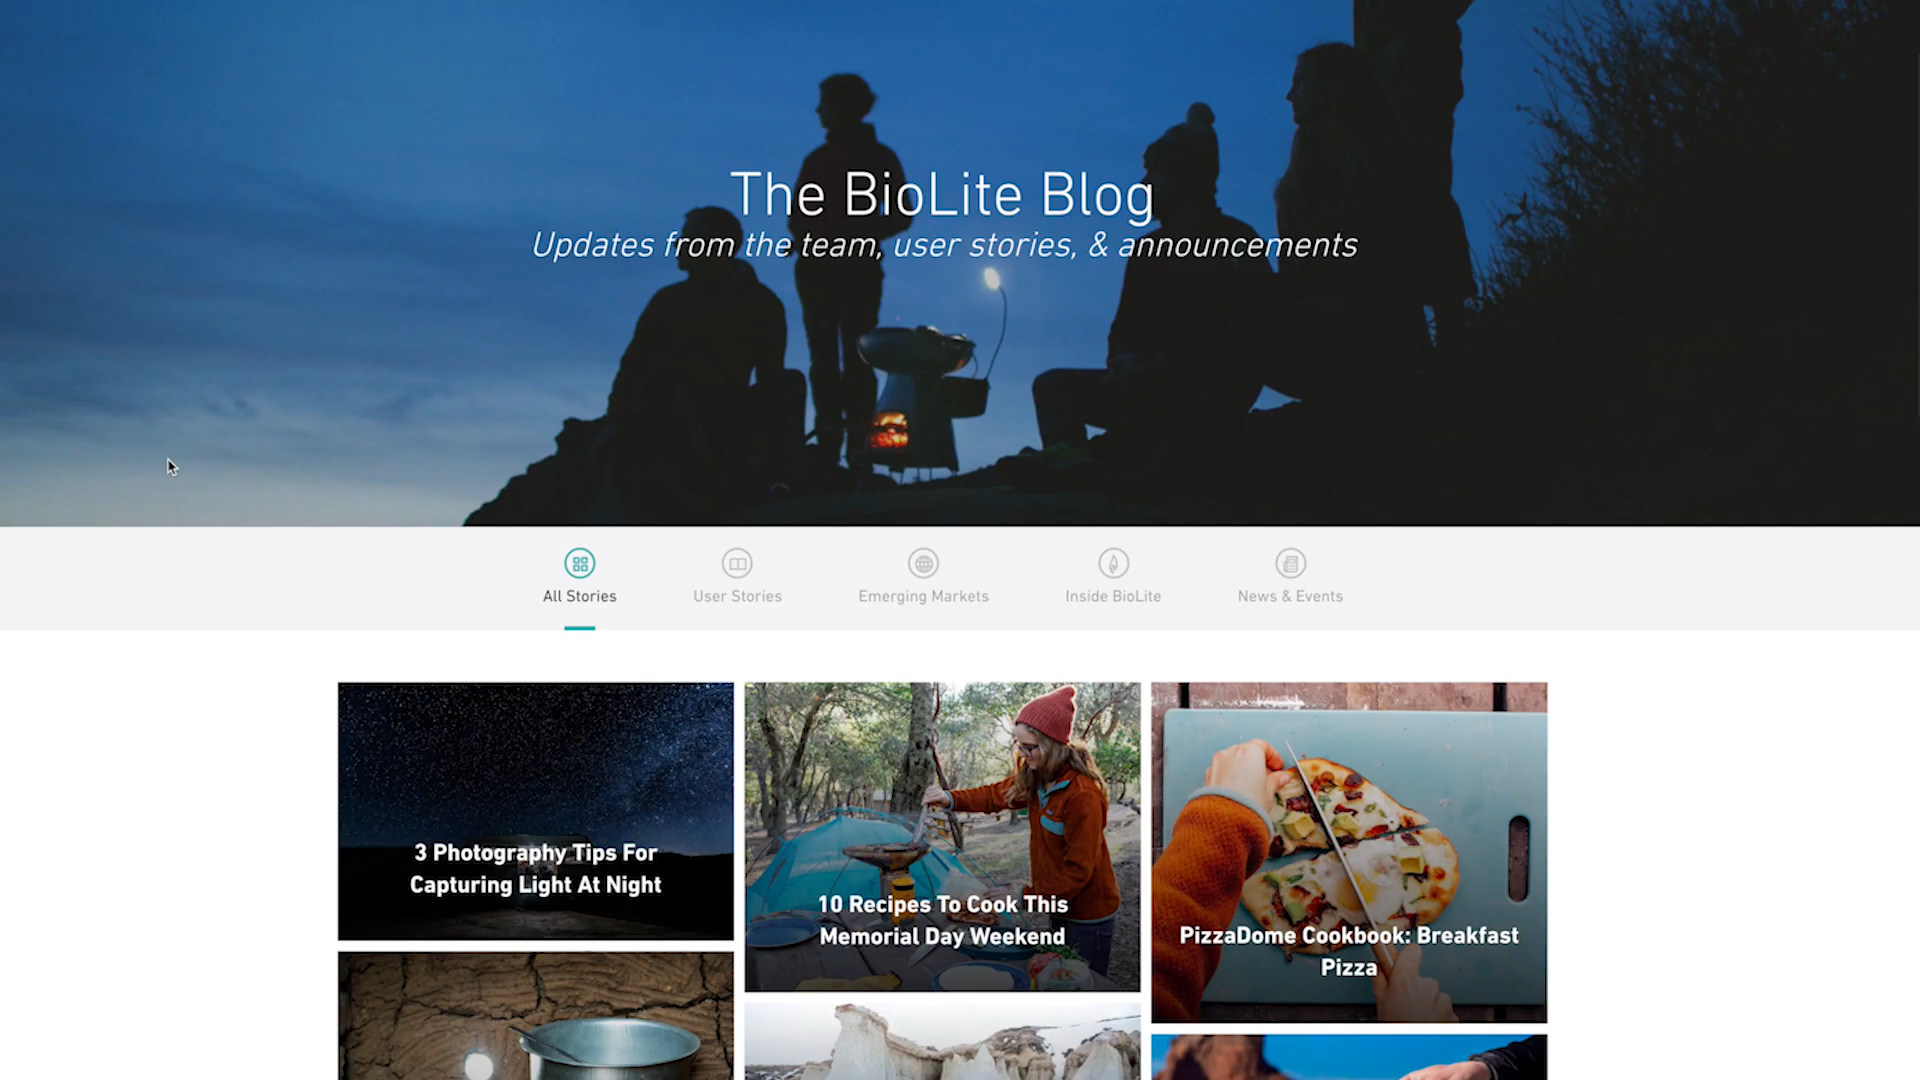 The BioLite Blog
Updates from the team, user stories, & announcements
All Stories
User Stories
Emerging Markets
Inside BioLite
News & Events
3 Photography Tips For
Capturing Light At Night
10 Recipes To Cook This
Memorial Day Weekend
PizzaDome Cookbook: Breakfast
Pizza